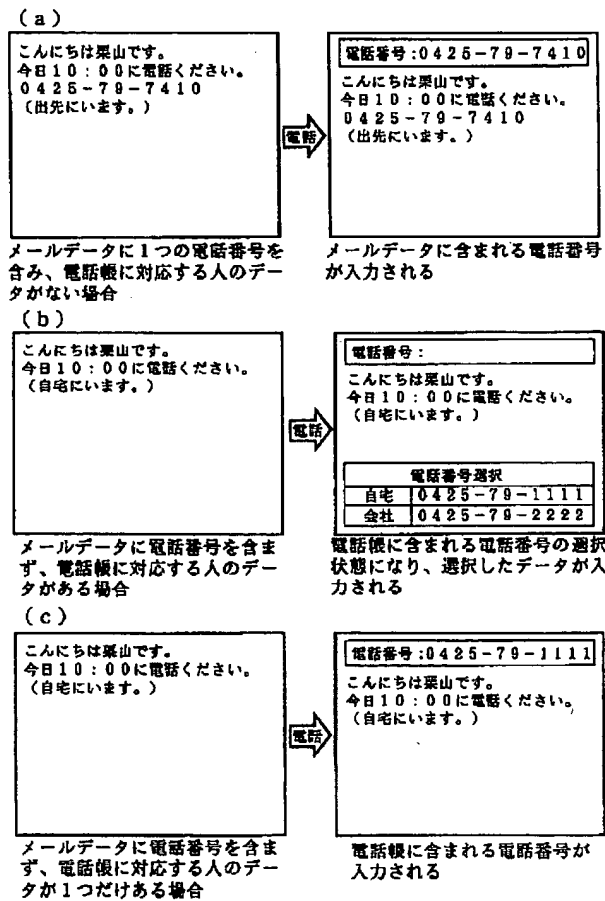 (a)
こんにちは栗山です。
今日10:00に電話ください。
0425-79-7410
(出先にいます。)
電話
電話番号:0425-79-7410
こんにちは栗山です。
今日10:00に電話ください。
0425-79-7410
(出先にいます。)
メールデータに1つの電話番号を
含み、電話帳に対応する人のデー
タがない場合
メールデータに含まれる電話番号
が入力される
(b)
こんにちは栗山です。
今日10:00に電話ください。
(自宅にいます。)
電話
電話番号:
こんにちは栗山です。
今日10:00に電話ください。
(自宅にいます。)
電話番号選択
自宅 0425-79-1111
会社 0425-79-2222
メールデータに電話番号を含ま
ず、電話帳に対応する人のデー
タがある場合
電話帳に含まれる電話番号の選択
状態になり、選択したデータが入
力される
(c)
こんにちは栗山です。
今日10:00に電話ください。
(自宅にいます。)
電話
電話番号:0425-79-1111
こんにちは栗山です。
今日10:00に電話ください。
(自宅にいます。)
メールデータに電話番号を含ま
ず、電話帳に対応する人のデー
タが1つだけある場合
電話帳に含まれる電話番号が
入力される